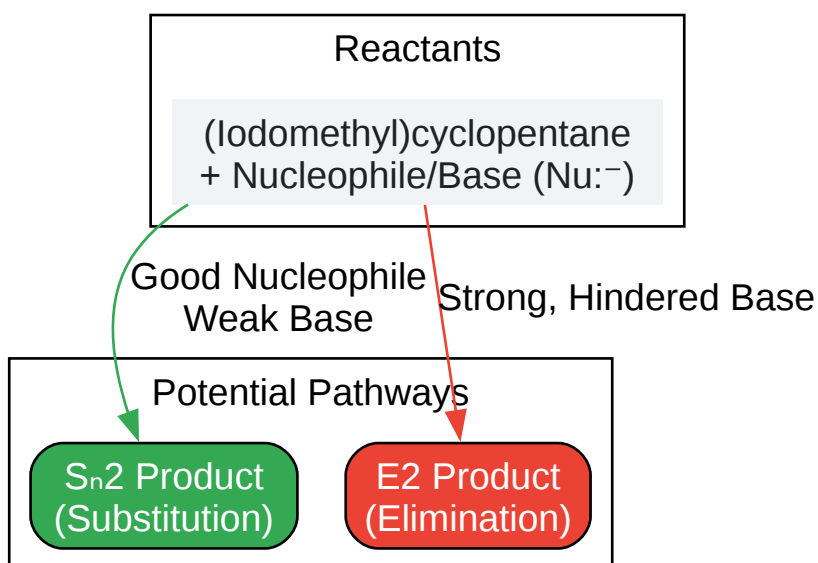 Reactants
(Iodomethyl)cyclopentane
+ Nucleophile/Base (Nu:⁻)
Good Nucleophile
Weak Base
Strong, Hindered Base
Potential Pathways
Sₙ2 Product
(Substitution)
E2 Product
(Elimination)